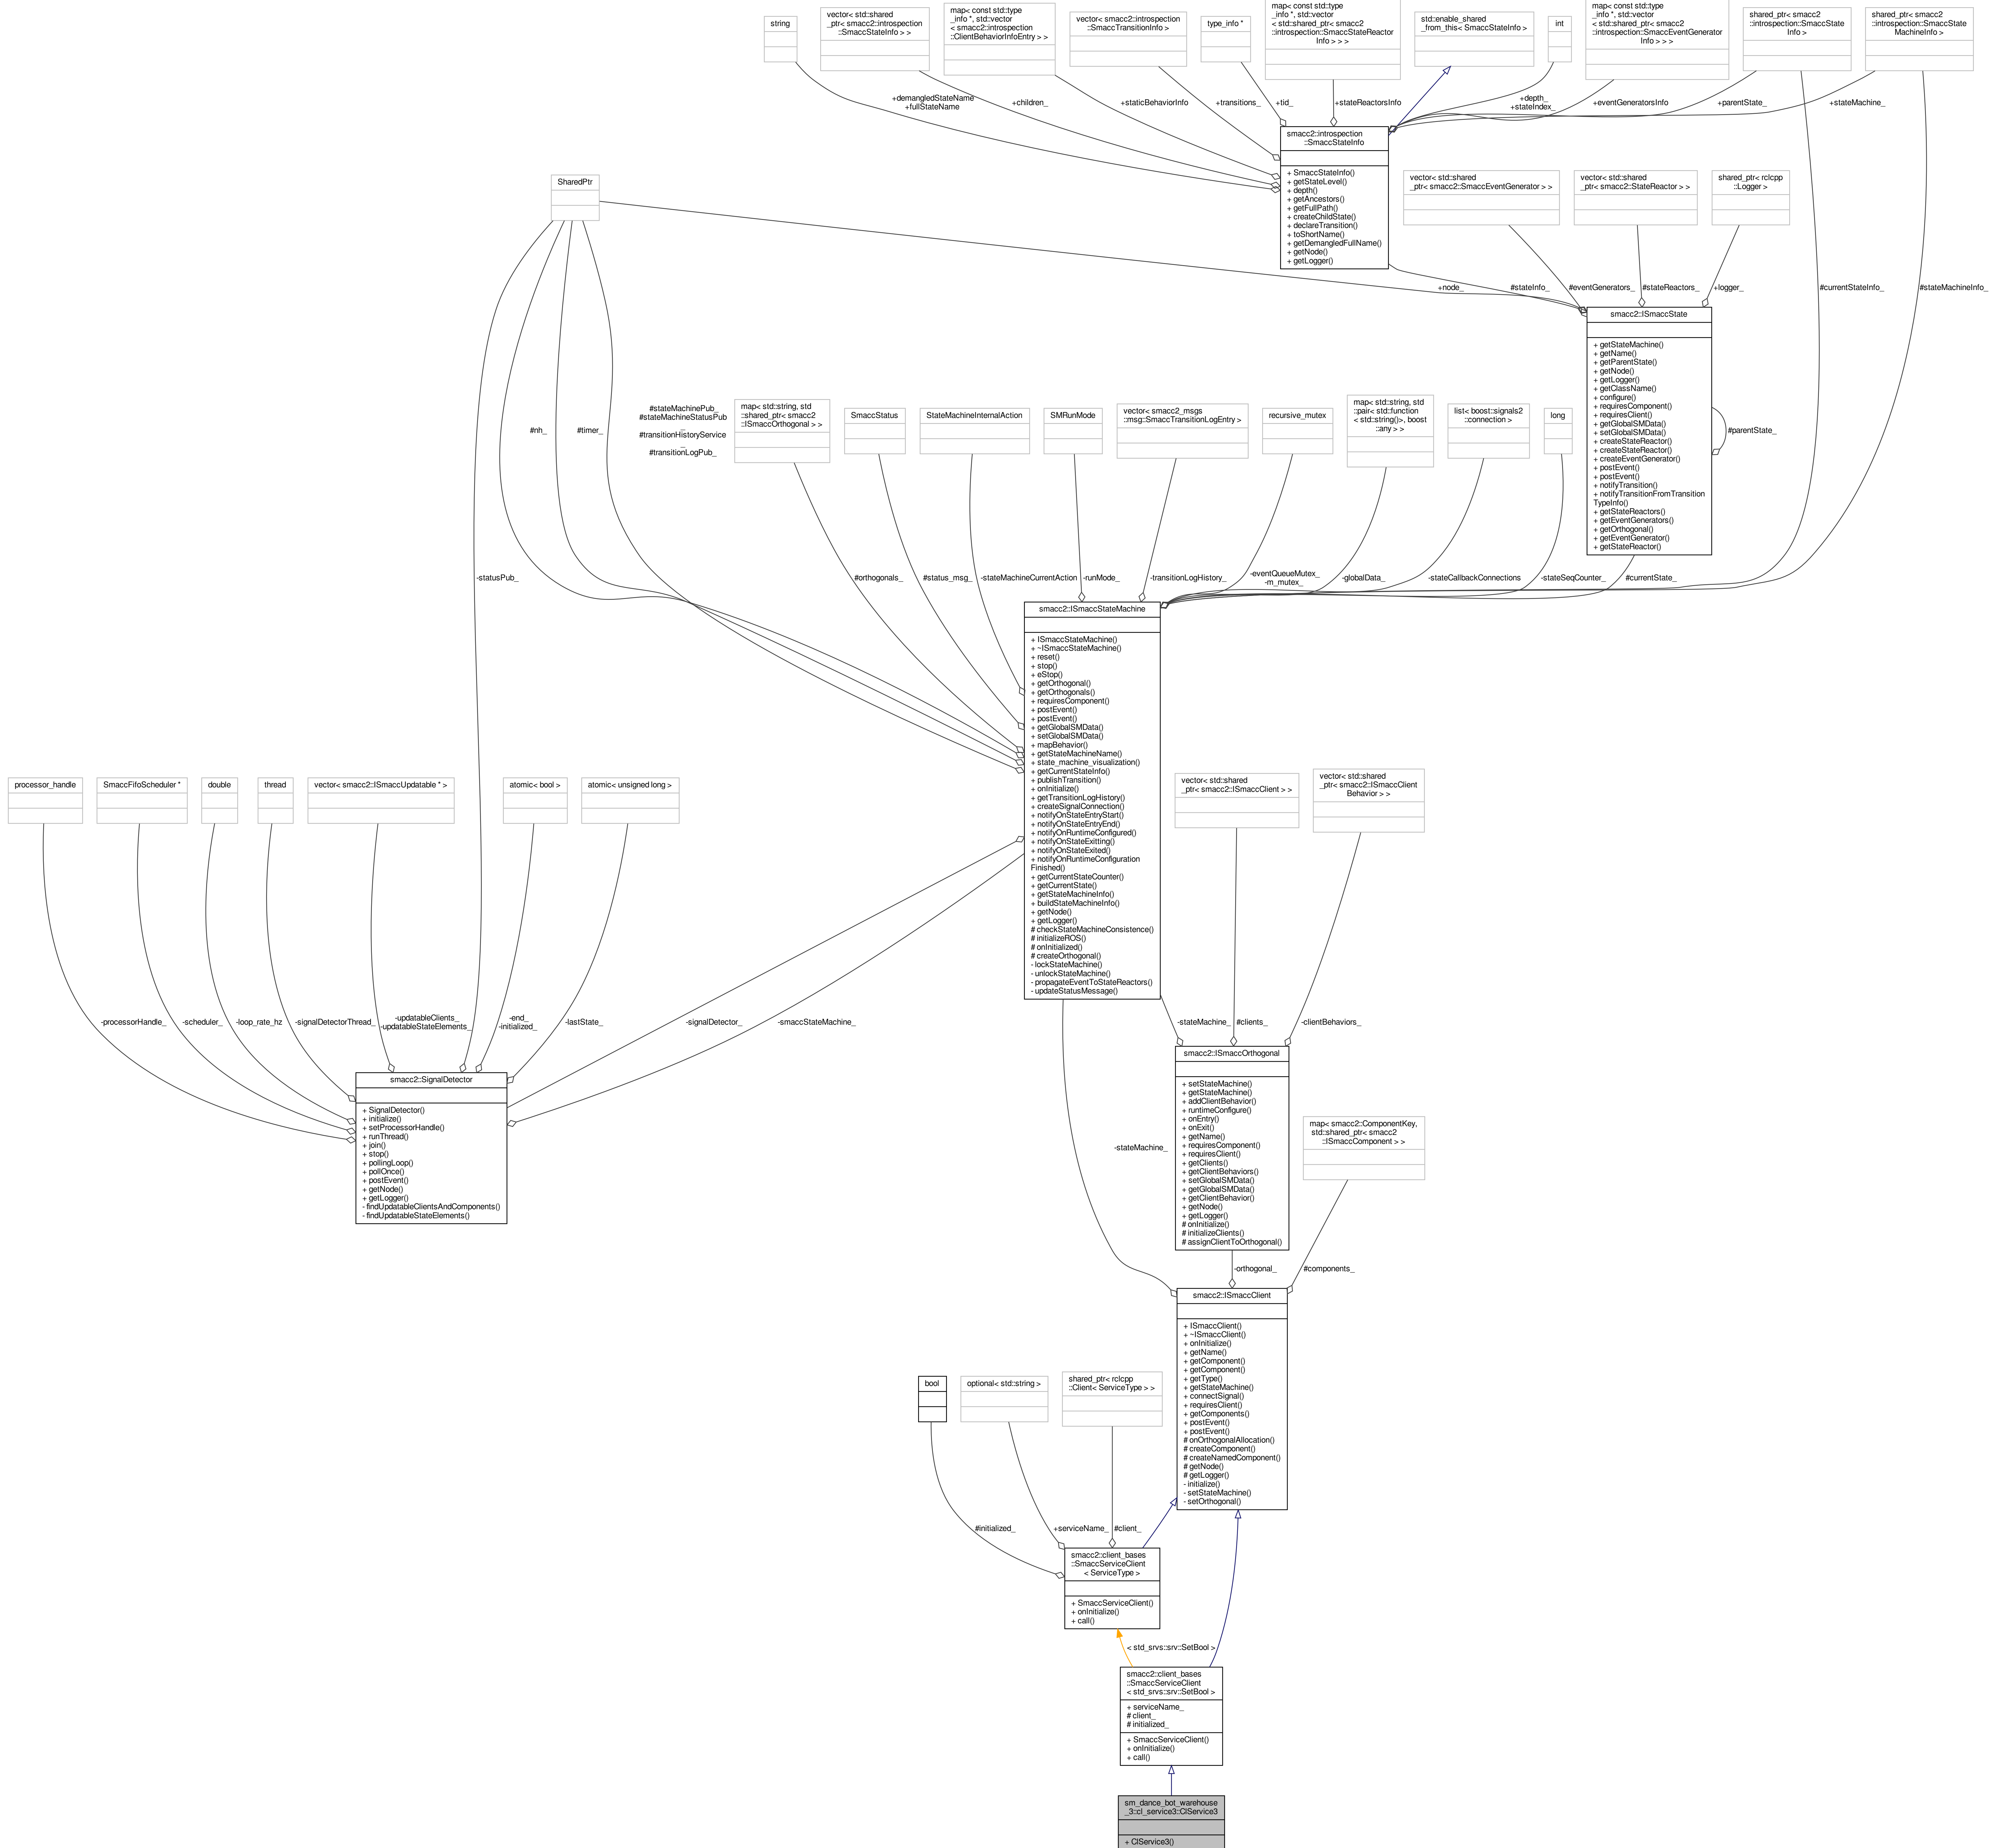 string
vector< std::shared
_ptr< smacc2::introspection
::SmaccStateInfo > >
map< const std::type
_info *, std::vector
< smacc2::introspection
::ClientBehaviorInfoEntry > >
vector< smacc2::introspection
::SmaccTransitionInfo >
type_info *
map< const std::type
_info *, std::vector
< std::shared_ptr< smacc2
::introspection::SmaccStateReactor
Info > > >
std::enable_shared
_from_this< SmaccStateInfo >
int
map< const std::type
_info *, std::vector
< std::shared_ptr< smacc2
::introspection::SmaccEventGenerator
Info > > >
shared_ptr< smacc2
::introspection::SmaccState
Info >
shared_ptr< smacc2
::introspection::SmaccState
MachineInfo >
+demangledStateName
+fullStateName
+children_
+staticBehaviorInfo
+transitions_
+tid_
+stateReactorsInfo
+depth_
+stateIndex_
+eventGeneratorsInfo
+parentState_
+stateMachine_
smacc2::introspection
::SmaccStateInfo
+ SmaccStateInfo()
+ getStateLevel()
+ depth()
+ getAncestors()
+ getFullPath()
+ createChildState()
+ declareTransition()
+ toShortName()
+ getDemangledFullName()
+ getNode()
+ getLogger()
SharedPtr
vector< std::shared
_ptr< smacc2::SmaccEventGenerator > >
vector< std::shared
_ptr< smacc2::StateReactor > >
shared_ptr< rclcpp
::Logger >
+node_
#stateInfo_
#eventGenerators_
#stateReactors_
+logger_
#currentStateInfo_
#stateMachineInfo_
smacc2::ISmaccState
+ getStateMachine()
+ getName()
+ getParentState()
+ getNode()
+ getLogger()
+ getClassName()
+ configure()
+ requiresComponent()
+ requiresClient()
+ getGlobalSMData()
+ setGlobalSMData()
+ createStateReactor()
+ createStateReactor()
+ createEventGenerator()
+ postEvent()
+ postEvent()
+ notifyTransition()
+ notifyTransitionFromTransition
TypeInfo()
+ getStateReactors()
+ getEventGenerators()
+ getOrthogonal()
+ getEventGenerator()
+ getStateReactor()
#parentState_
#nh_
#timer_
#stateMachinePub_
#stateMachineStatusPub
_
#transitionHistoryService
_
#transitionLogPub_
map< std::string, std
::shared_ptr< smacc2
::ISmaccOrthogonal > >
SmaccStatus
StateMachineInternalAction
SMRunMode
vector< smacc2_msgs
::msg::SmaccTransitionLogEntry >
recursive_mutex
map< std::string, std
::pair< std::function
< std::string()>, boost
::any > >
list< boost::signals2
::connection >
long
-statusPub_
#orthogonals_
#status_msg_
-stateMachineCurrentAction
-runMode_
-transitionLogHistory_
-eventQueueMutex_
-m_mutex_
-globalData_
-stateCallbackConnections
-stateSeqCounter_
#currentState_
smacc2::ISmaccStateMachine
+ ISmaccStateMachine()
+ ~ISmaccStateMachine()
+ reset()
+ stop()
+ eStop()
+ getOrthogonal()
+ getOrthogonals()
+ requiresComponent()
+ postEvent()
+ postEvent()
+ getGlobalSMData()
+ setGlobalSMData()
+ mapBehavior()
+ getStateMachineName()
+ state_machine_visualization()
+ getCurrentStateInfo()
+ publishTransition()
+ onInitialize()
+ getTransitionLogHistory()
+ createSignalConnection()
+ notifyOnStateEntryStart()
+ notifyOnStateEntryEnd()
+ notifyOnRuntimeConfigured()
+ notifyOnStateExitting()
+ notifyOnStateExited()
+ notifyOnRuntimeConfiguration
Finished()
+ getCurrentStateCounter()
+ getCurrentState()
+ getStateMachineInfo()
+ buildStateMachineInfo()
+ getNode()
+ getLogger()
# checkStateMachineConsistence()
# initializeROS()
# onInitialized()
# createOrthogonal()
- lockStateMachine()
- unlockStateMachine()
- propagateEventToStateReactors()
- updateStatusMessage()
processor_handle
SmaccFifoScheduler *
double
thread
vector< smacc2::ISmaccUpdatable * >
atomic< bool >
atomic< unsigned long >
vector< std::shared
_ptr< smacc2::ISmaccClient > >
vector< std::shared
_ptr< smacc2::ISmaccClient
Behavior > >
-processorHandle_
-scheduler_
-loop_rate_hz
-signalDetectorThread_
-updatableClients_
-updatableStateElements_
-end_
-initialized_
-lastState_
-signalDetector_
-smaccStateMachine_
-stateMachine_
#clients_
-clientBehaviors_
smacc2::SignalDetector
+ SignalDetector()
+ initialize()
+ setProcessorHandle()
+ runThread()
+ join()
+ stop()
+ pollingLoop()
+ pollOnce()
+ postEvent()
+ getNode()
+ getLogger()
- findUpdatableClientsAndComponents()
- findUpdatableStateElements()
smacc2::ISmaccOrthogonal
+ setStateMachine()
+ getStateMachine()
+ addClientBehavior()
+ runtimeConfigure()
+ onEntry()
+ onExit()
+ getName()
+ requiresComponent()
+ requiresClient()
+ getClients()
+ getClientBehaviors()
+ setGlobalSMData()
+ getGlobalSMData()
+ getClientBehavior()
+ getNode()
+ getLogger()
# onInitialize()
# initializeClients()
# assignClientToOrthogonal()
map< smacc2::ComponentKey,
std::shared_ptr< smacc2
::ISmaccComponent > >
-stateMachine_
-orthogonal_
#components_
smacc2::ISmaccClient
+ ISmaccClient()
+ ~ISmaccClient()
+ onInitialize()
+ getName()
+ getComponent()
+ getComponent()
+ getType()
+ getStateMachine()
+ connectSignal()
+ requiresClient()
+ getComponents()
+ postEvent()
+ postEvent()
# onOrthogonalAllocation()
# createComponent()
# createNamedComponent()
# getNode()
# getLogger()
- initialize()
- setStateMachine()
- setOrthogonal()
bool
optional< std::string >
shared_ptr< rclcpp
::Client< ServiceType > >
#initialized_
+serviceName_
#client_
smacc2::client_bases
::SmaccServiceClient
< ServiceType >
+ SmaccServiceClient()
+ onInitialize()
+ call()
< std_srvs::srv::SetBool >
smacc2::client_bases
::SmaccServiceClient
< std_srvs::srv::SetBool >
+ serviceName_
# client_
# initialized_
+ SmaccServiceClient()
+ onInitialize()
+ call()
sm_dance_bot_warehouse
_3::cl_service3::ClService3
+ ClService3()